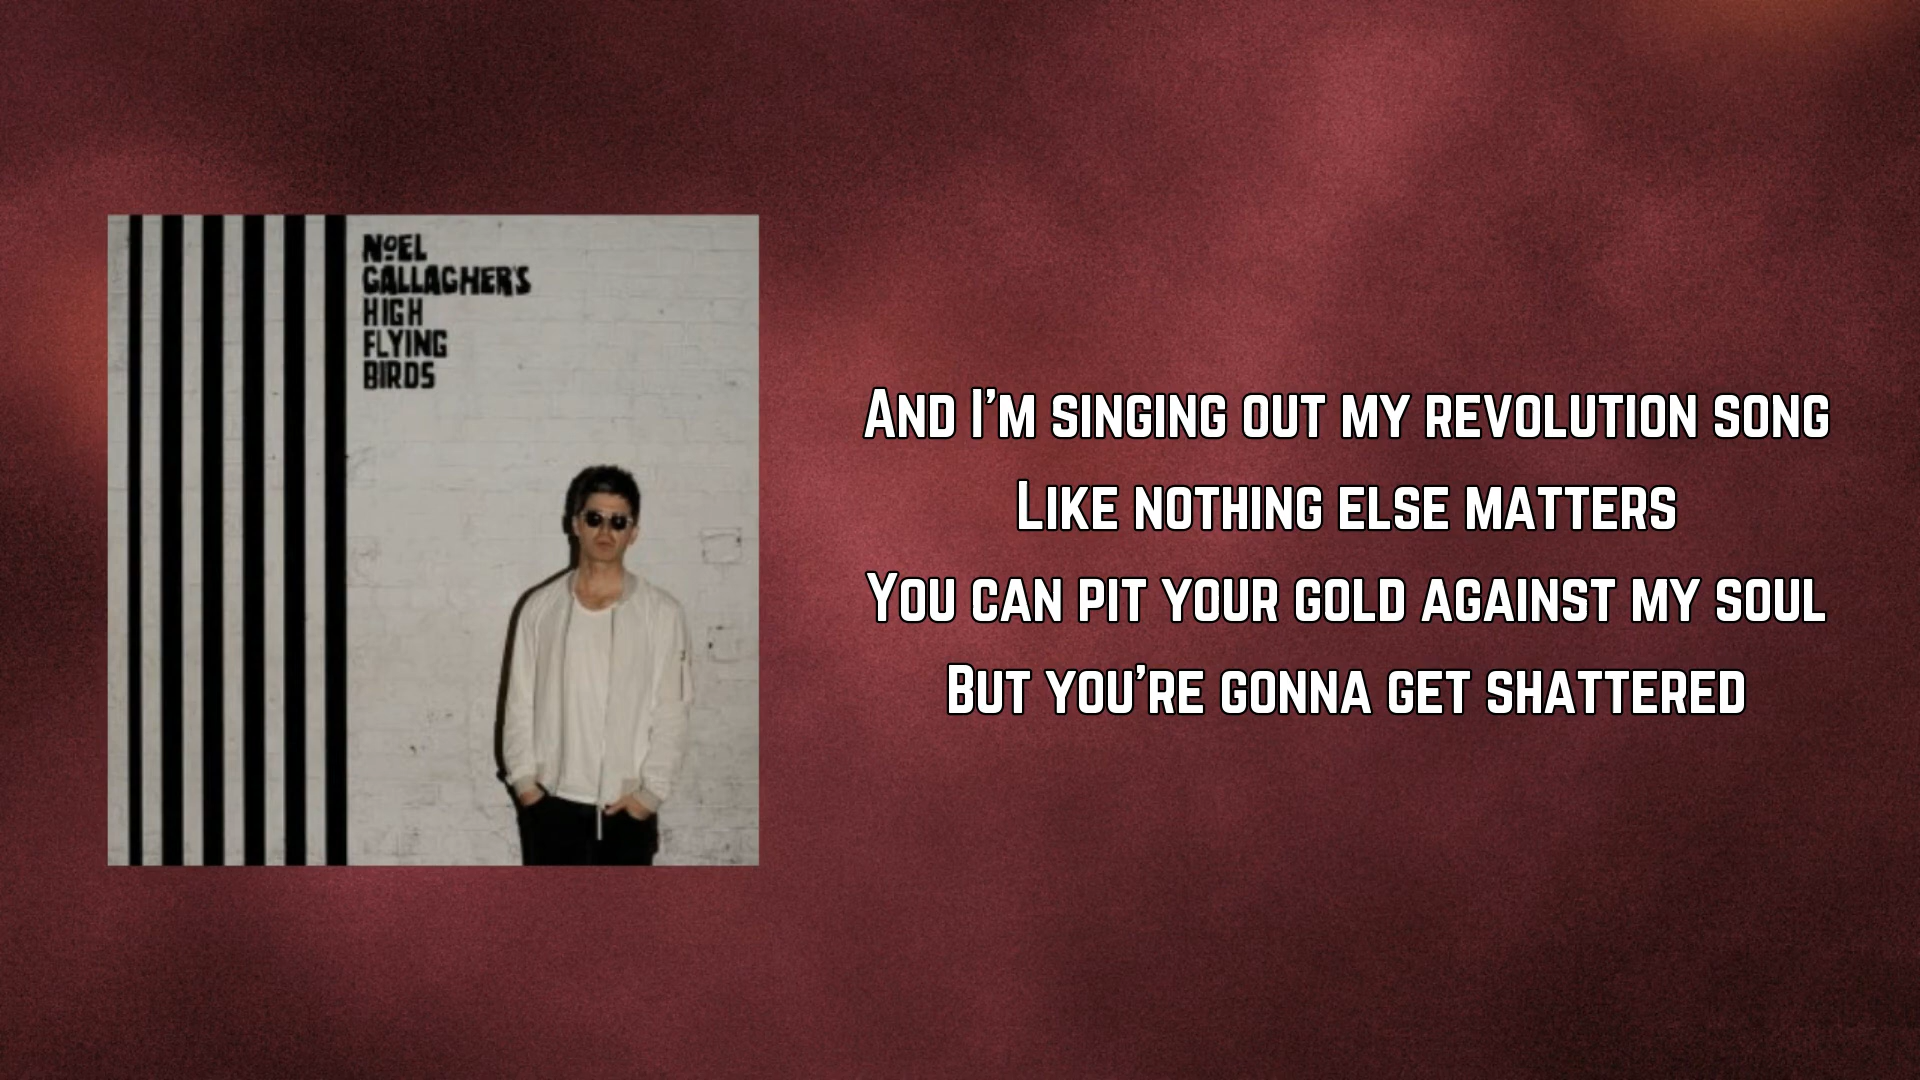 NOEL
GALLAGHER'S
HIGH
FLYING
BIRDS
And I'm singing out my revolution song
Like nothing else matters
You can pit your gold against my soul
But you're gonna get shattered